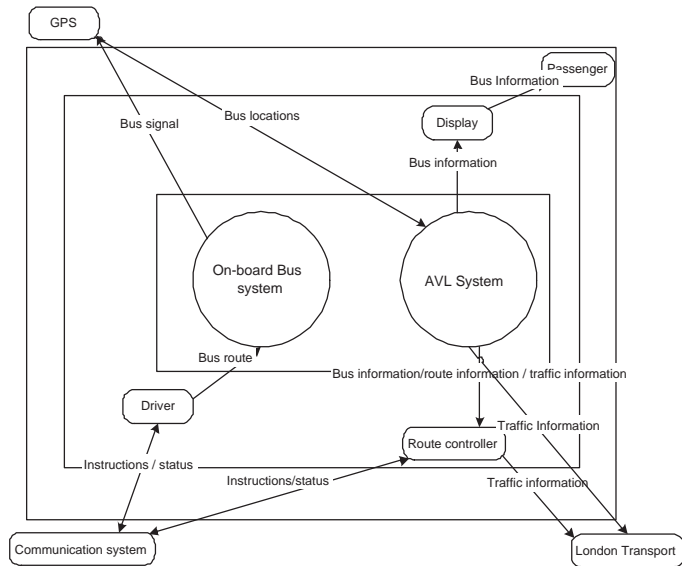 GPS
Passenger
Bus Information
Bus locations
Bus signal
Display
Bus information
On-board Bus
system
AVL System
Bus route
Bus information/route information / traffic information
Driver
Traffic Information
Route controller
Instructions / status
Instructions/status
Traffic information
Communication system
London Transport